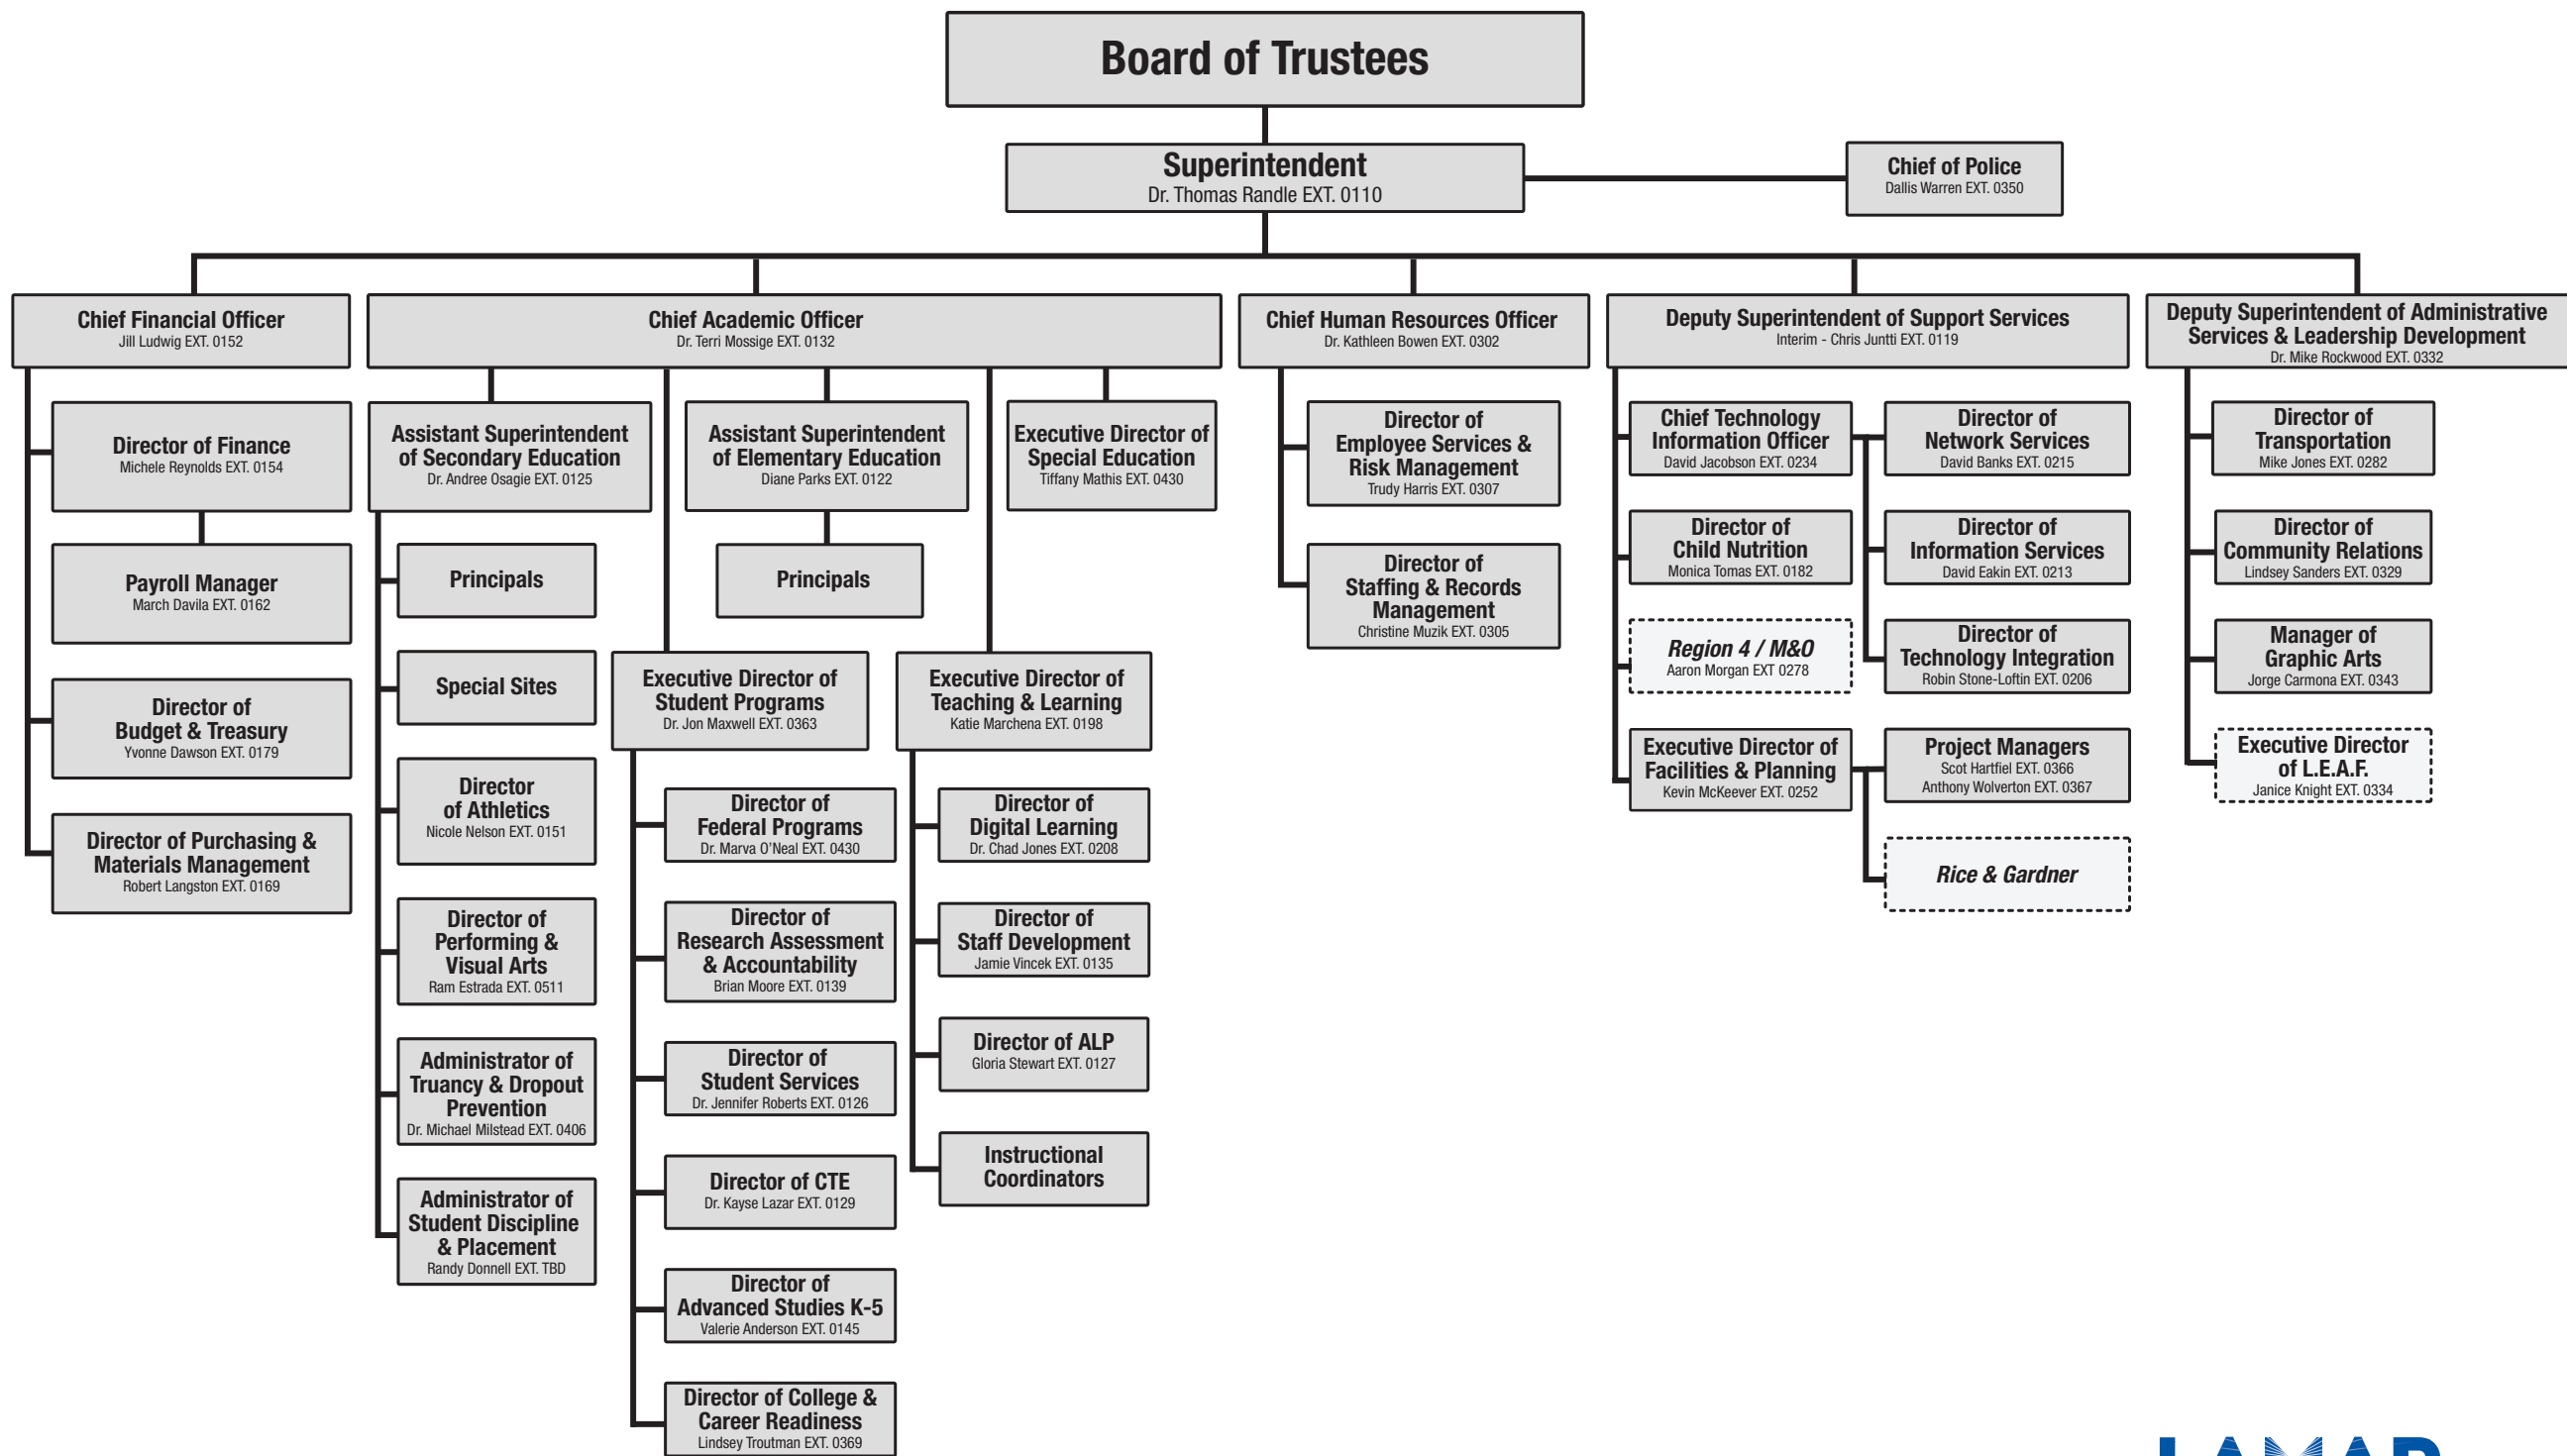 Board of Trustees
Superintendent
Dr. Thomas Randle EXT. 0110
Chief of Police
Dallis Warren EXT. 0350
Chief Financial Officer
Jill Ludwig EXT. 0152
Director of Finance
Michele Reynolds EXT. 0154
Payroll Manager
March Davila EXT. 0162
Director of
Budget & Treasury
Yvonne Dawson EXT. 0179
Director of Purchasing &
Materials Management
Robert Langston EXT. 0169
Chief Academic Officer
Dr. Terri Mossige EXT. 0132
Assistant Superintendent
of Secondary Education
Dr. Andree Osagie EXT. 0125
Principals
Special Sites
Director
of Athletics
Nicole Nelson EXT. 0151
Director of
Performing &
Visual Arts
Ram Estrada EXT. 0511
Administrator of
Truancy & Dropout
Prevention
Dr. Michael Milstead EXT. 0406
Administrator of
Student Discipline
& Placement
Randy Donnell EXT. TBD
Executive Director of
Student Programs
Dr. Jon Maxwell EXT. 0363
Director of
Federal Programs
Dr. Marva O'Neal EXT. 0430
Director of
Research Assessment
& Accountability
Brian Moore EXT. 0139
Director of
Student Services
Dr. Jennifer Roberts EXT. 0126
Director of CTE
Dr. Kayse Lazar EXT. 0129
Director of
Advanced Studies K-5
Valerie Anderson EXT. 0145
Director of College &
Career Readiness
Lindsey Troutman EXT. 0369
Assistant Superintendent
of Elementary Education
Diane Parks EXT. 0122
Principals
Executive Director of
Teaching & Learning
Katie Marchena EXT. 0198
Director of
Digital Learning
Dr. Chad Jones EXT. 0208
Director of
Staff Development
Jamie Vincek EXT. 0135
Director of ALP
Gloria Stewart EXT. 0127
Instructional
Coordinators
Executive Director of
Special Education
Tiffany Mathis EXT. 0430
Chief Human Resources Officer
Dr. Kathleen Bowen EXT. 0302
Director of
Employee Services &
Risk Management
Trudy Harris EXT. 0307
Director of
Staffing & Records
Management
Christine Muzik EXT. 0305
Deputy Superintendent of Support Services
Interim - Chris Juntti EXT. 0119
Chief Technology
Information Officer
David Jacobson EXT. 0234
Director of
Network Services
David Banks EXT. 0215
Director of
Information Services
David Eakin EXT. 0213
Director of
Technology Integration
Robin Stone-Loftin EXT. 0206
Director of
Child Nutrition
Monica Tomas EXT. 0182
Region 4 / M&O
Aaron Morgan EXT 0278
Executive Director of
Facilities & Planning
Kevin McKeever EXT. 0252
Project Managers
Scot Hartfiel EXT. 0366
Anthony Wolverton EXT. 0367
Rice & Gardner
Deputy Superintendent of Administrative
Services & Leadership Development
Dr. Mike Rockwood EXT. 0332
Director of
Transportation
Mike Jones EXT. 0282
Director of
Community Relations
Lindsey Sanders EXT. 0329
Manager of
Graphic Arts
Jorge Carmona EXT. 0343
Executive Director
of L.E.A.F.
Janice Knight EXT. 0334
LAMAR